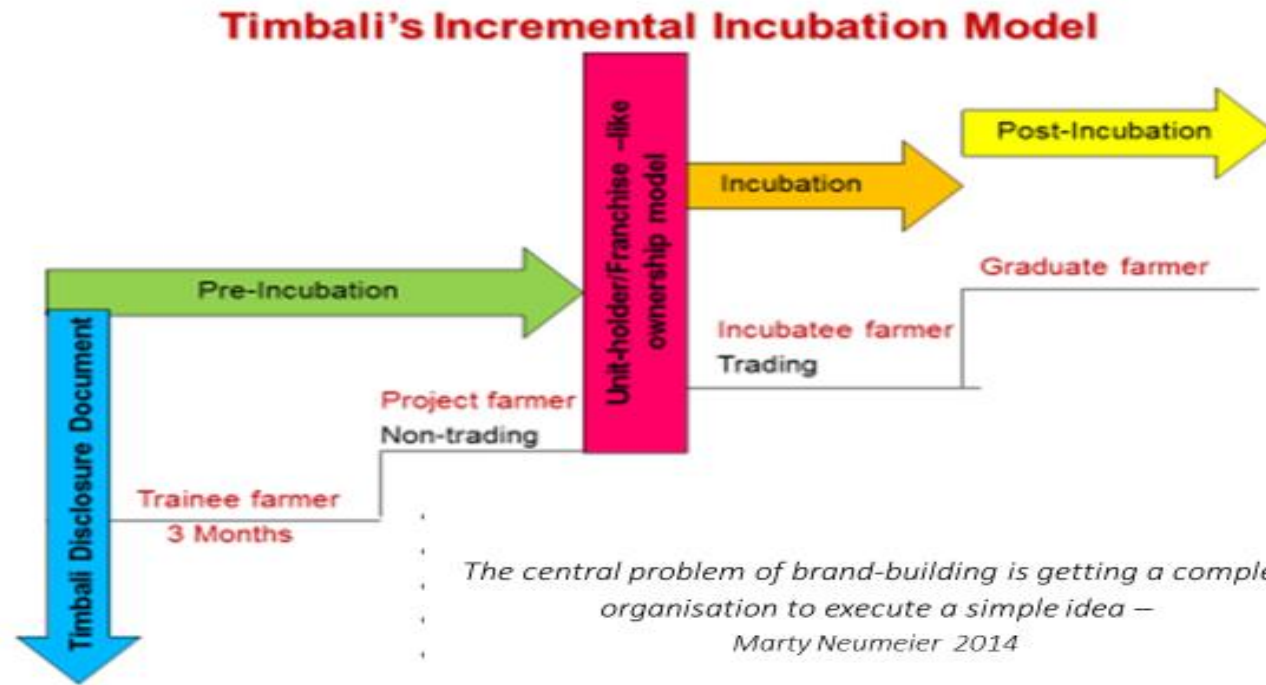 Timbali's Incremental Incubation Model
Post-Incubation
Incubation
Unit-holder/Franchise –like
ownership model
Pre-Incubation
Graduate farmer
Incubatee farmer
Trading
Project farmer
Non-trading
Timbali Disclosure Document
Trainee farmer
3 Months
The central problem of brand-building is getting a comple
organisation to execute a simple idea –
Marty Neumeier 2014